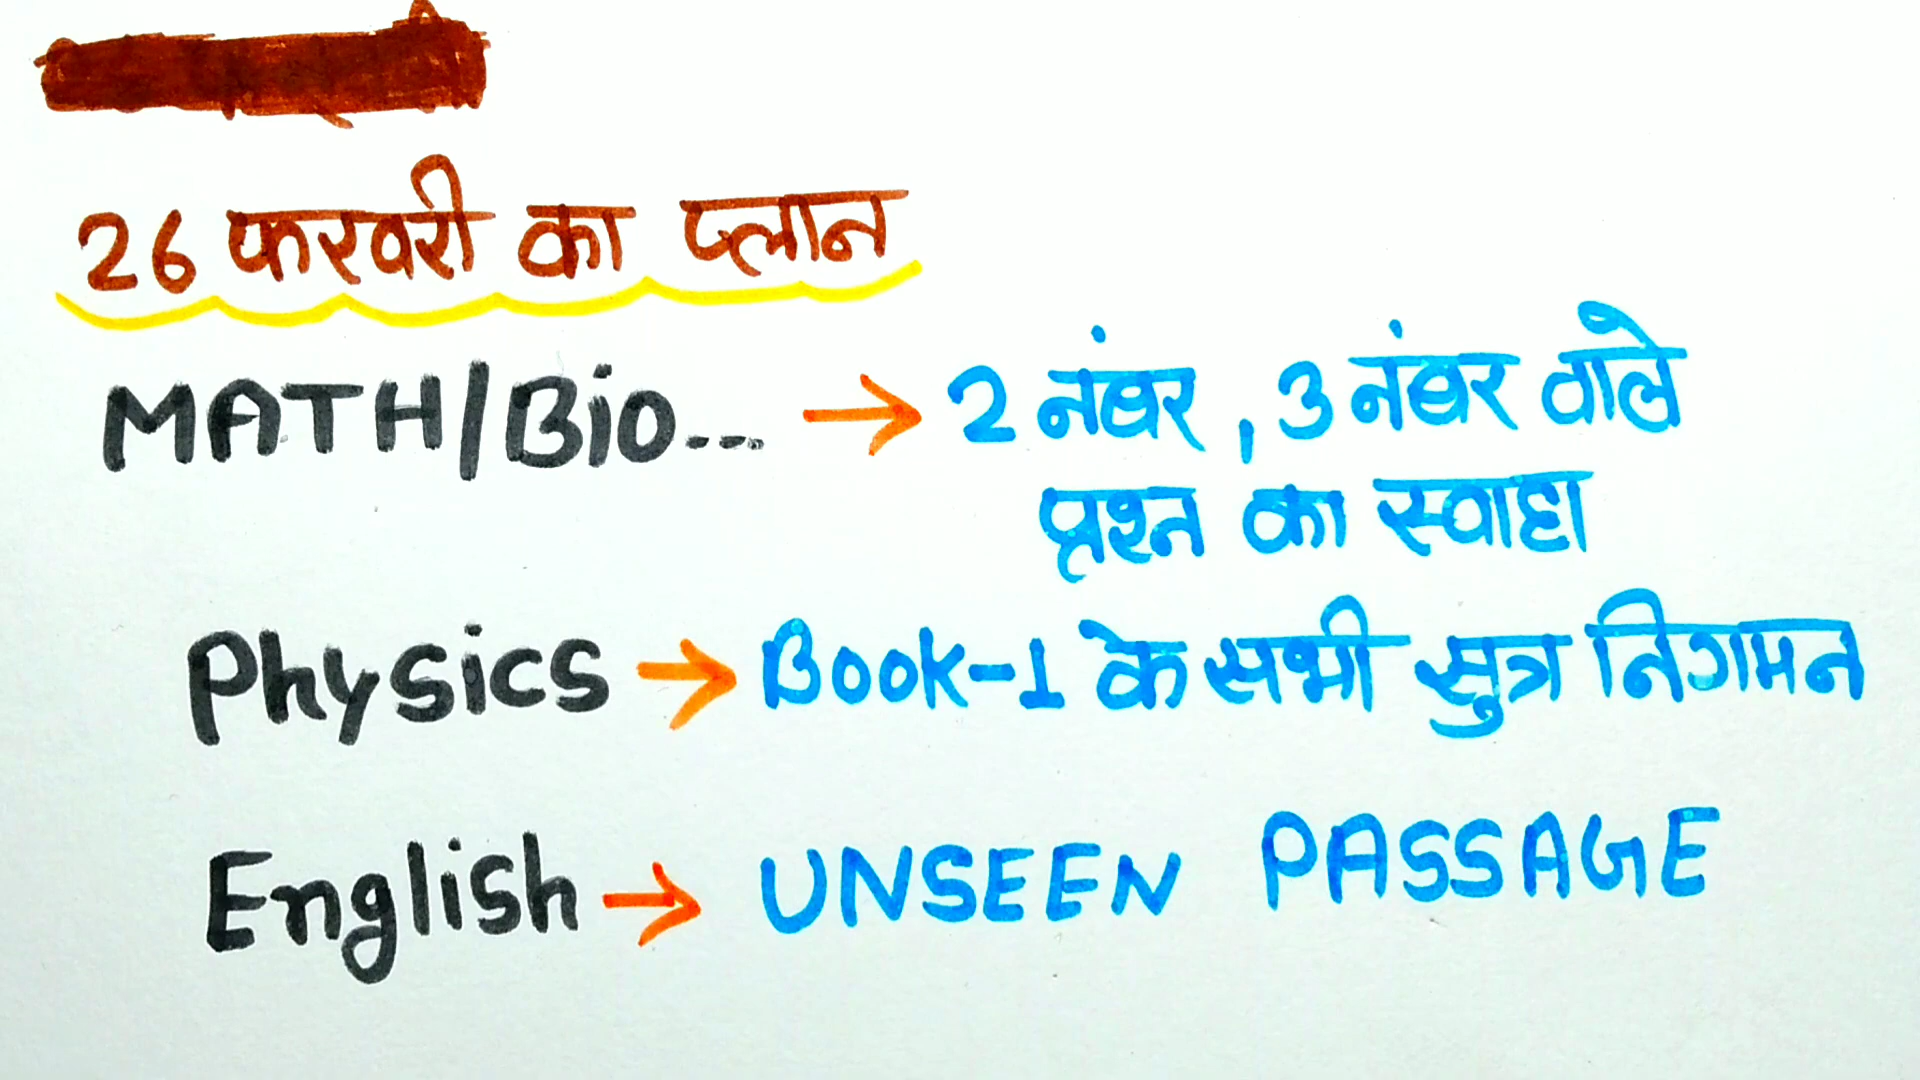 26 फरवरी का प्लान
MATH/Bio... → 2 नंबर, 3 नंबर वाले
प्रश्न का स्वाहा
Physics → Book-1 के सभी सुत्र निगमन
English → UNSEEN PASSAGE